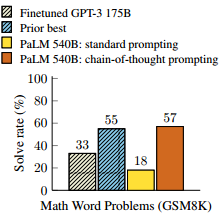 Finetuned GPT-3 175B
Prior best
PaLM 540B: standard prompting
PaLM 540B: chain-of-thought prompting
100
80
60
40
20
0
Solve rate (%)
33
55
18
57
Math Word Problems (GSM8K)